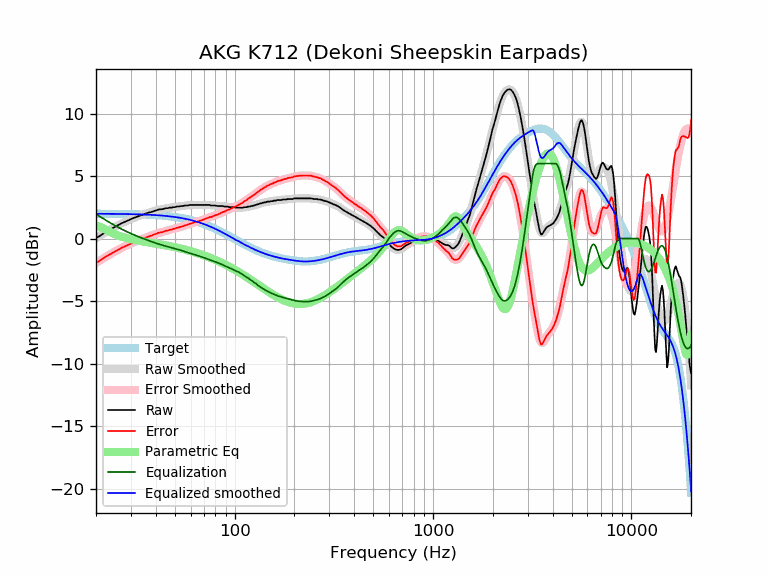 AKG K712 (Dekoni Sheepskin Earpads)
10
5
0
−5
−10
−15
−20
Amplitude (dBr)
Target
Raw Smoothed
Error Smoothed
Raw
Error
Parametric Eq
Equalization
Equalized smoothed
100
1000
10000
Frequency (Hz)